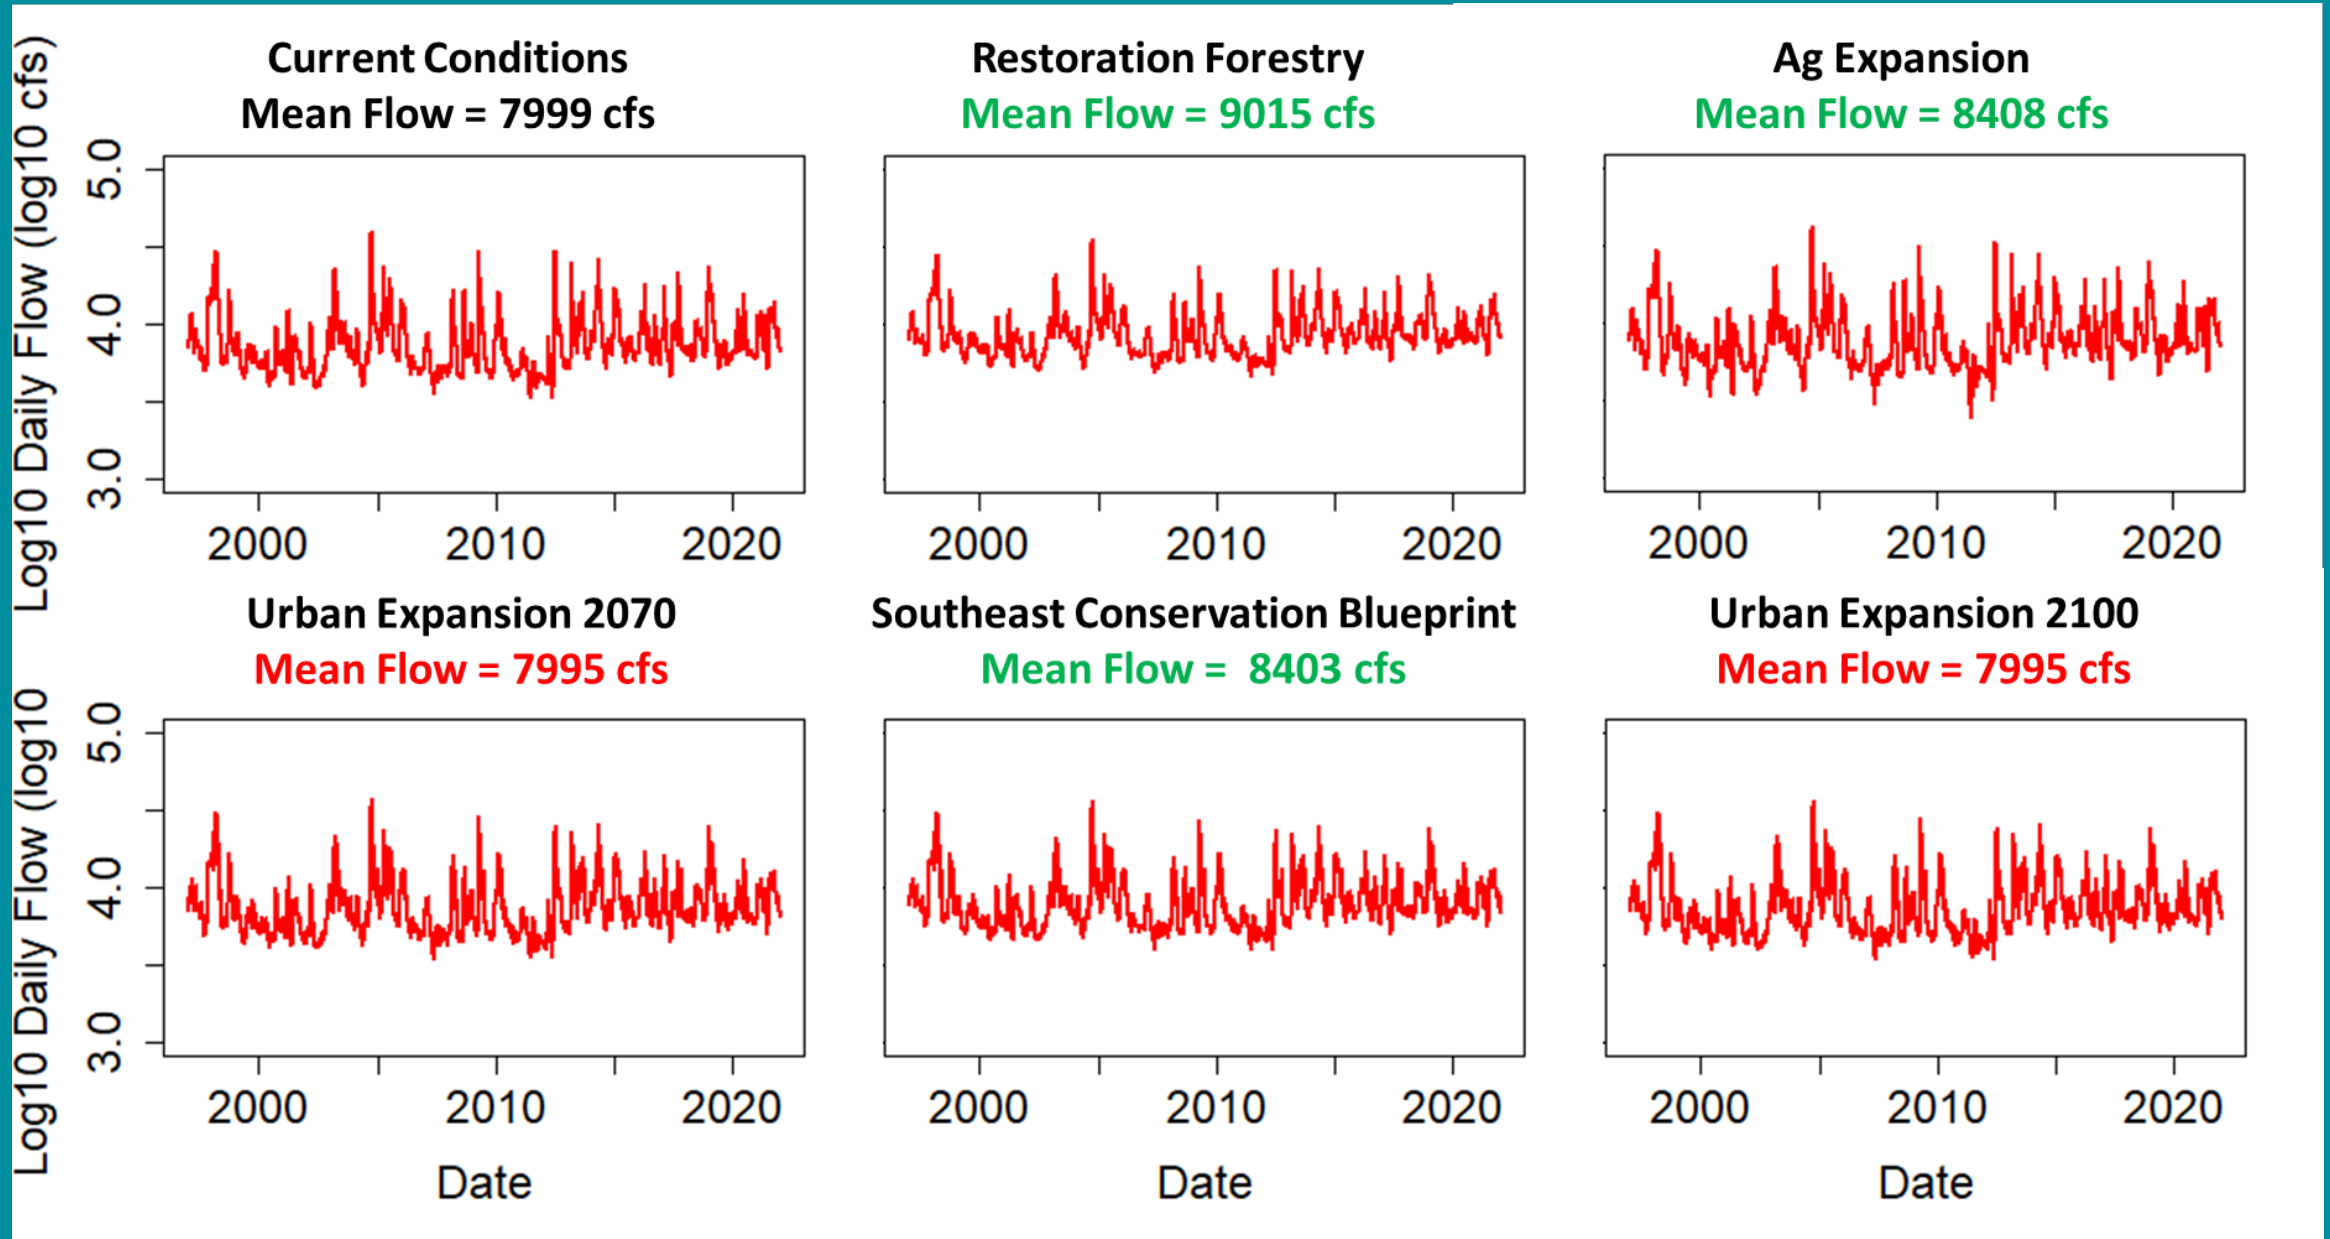 Log10 Daily Flow (log10 cfs)
Current Conditions
Mean Flow = 7999 cfs
5.0
4.0
3.0
2000 2010 2020
Restoration Forestry
Mean Flow = 9015 cfs
2000 2010 2020
Ag Expansion
Mean Flow = 8408 cfs
2000 2010 2020
Log10 Daily Flow (log10
Urban Expansion 2070
Mean Flow = 7995 cfs
5.0
4.0
3.0
2000 2010 2020
Date
Southeast Conservation Blueprint
Mean Flow = 8403 cfs
2000 2010 2020
Date
Urban Expansion 2100
Mean Flow = 7995 cfs
2000 2010 2020
Date